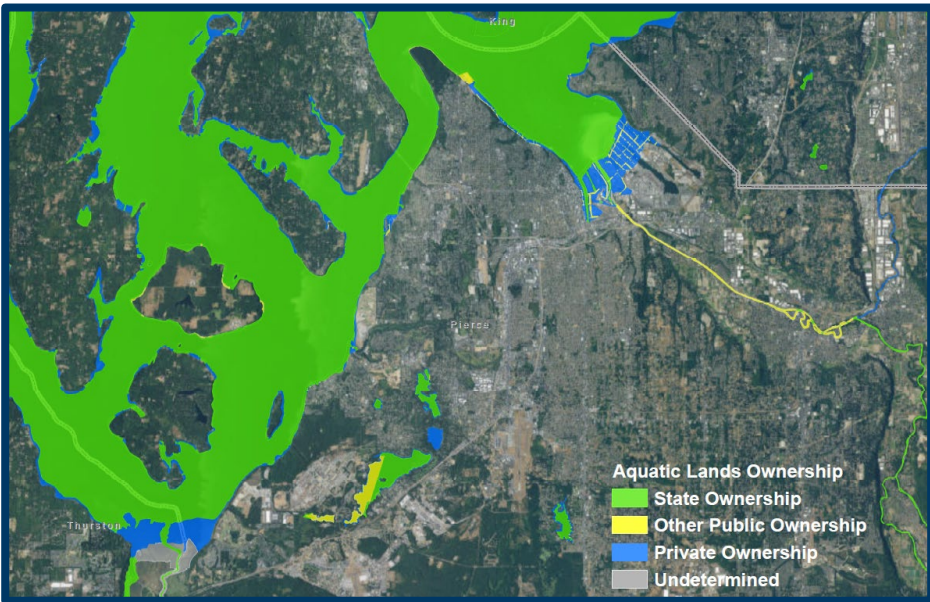 King
Pierce
Thurston
Aquatic Lands Ownership
State Ownership
Other Public Ownership
Private Ownership
Undetermined